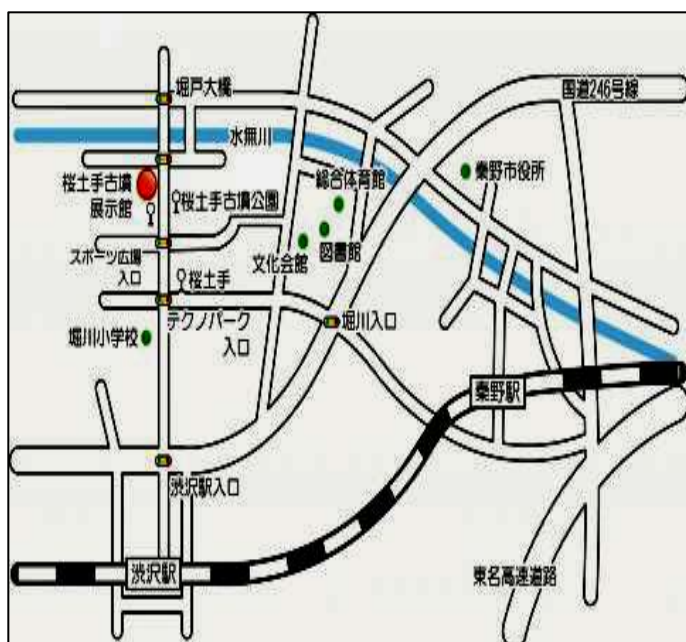 堀戸大橋
国道246号線
水無川
桜土手古墳
展示館
桜土手古墳公園
総合体育館
秦野市役所
図書館
文化会館
スポーツ広場
入口
桜土手
テクノパーク
入口
堀川入口
堀川小学校
秦野駅
渋沢駅入口
渋沢駅
東名高速道路